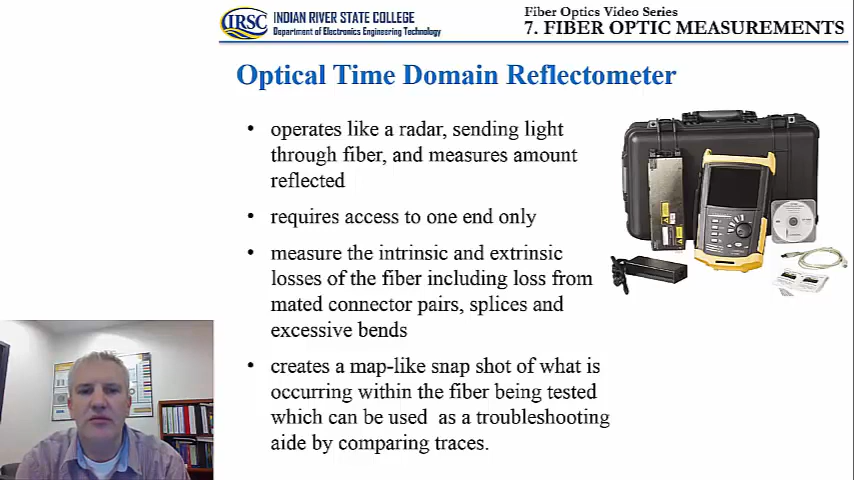 IRSC
INDIAN RIVER STATE COLLEGE
Department of Electronics Engineering Technology
Fiber Optics Video Series
7. FIBER OPTIC MEASUREMENTS
Optical Time Domain Reflectometer
• operates like a radar, sending light
through fiber, and measures amount
reflected
• requires access to one end only
• measure the intrinsic and extrinsic
losses of the fiber including loss from
mated connector pairs, splices and
excessive bends
• creates a map-like snap shot of what is
occurring within the fiber being tested
which can be used as a troubleshooting
aide by comparing traces.